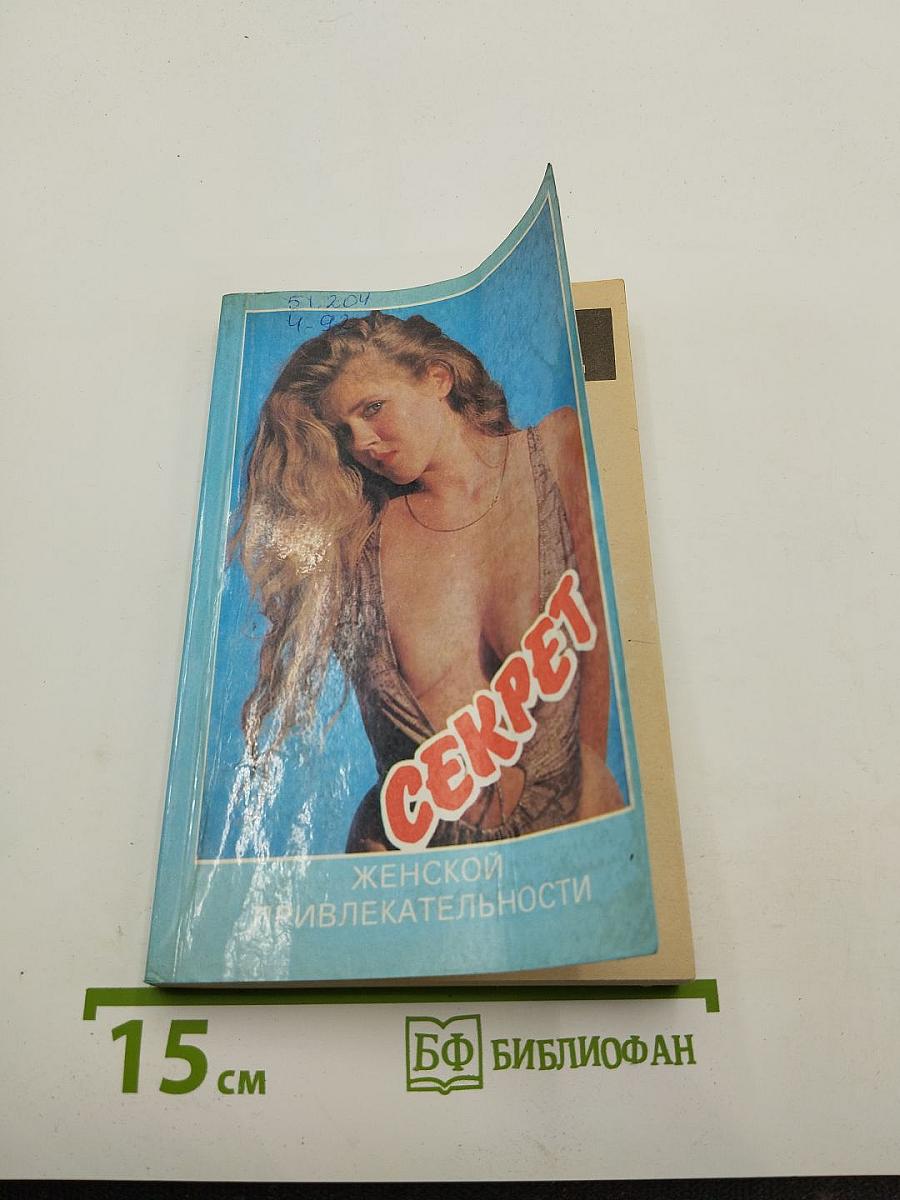 51.204
Ч-92
СЕКРЕТ
ЖЕНСКОЙ
ПРИВЛЕКАТЕЛЬНОСТИ
15 см
БФ БИБЛИОФАН